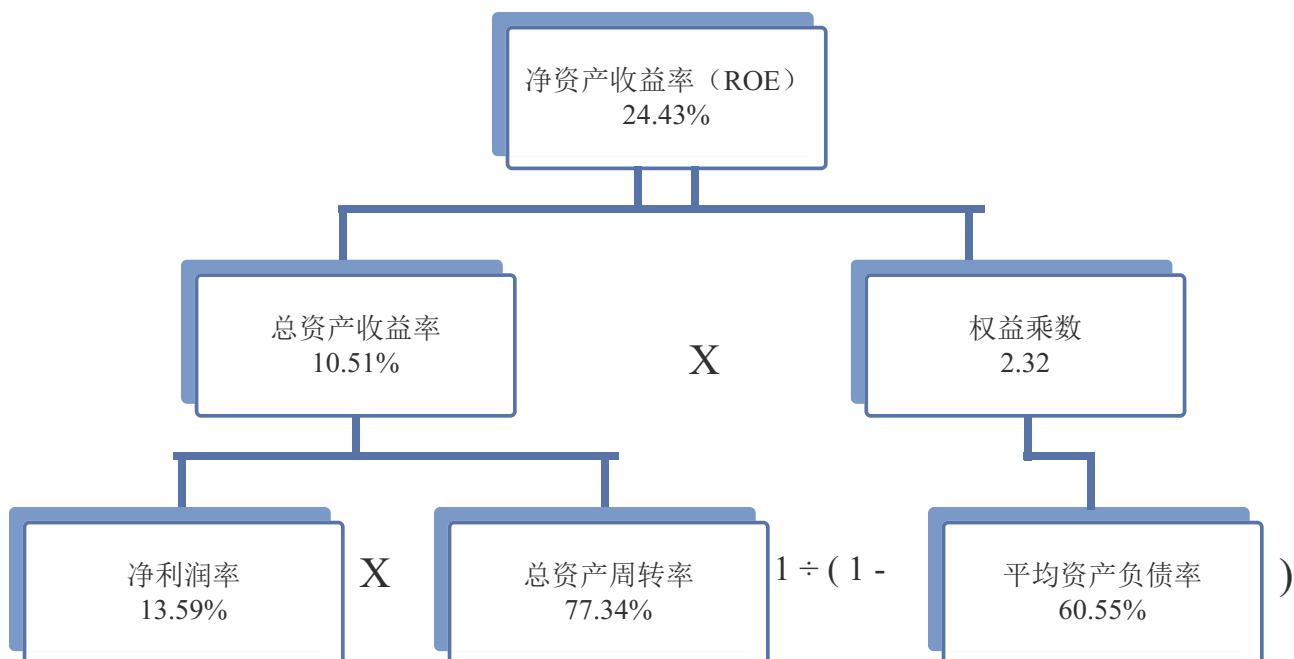 净资产收益率（ROE）
24.43%
总资产收益率
10.51%
X
权益乘数
2.32
净利润率
13.59%
X
总资产周转率
77.34%
1 ÷ ( 1 -
平均资产负债率
60.55%
)